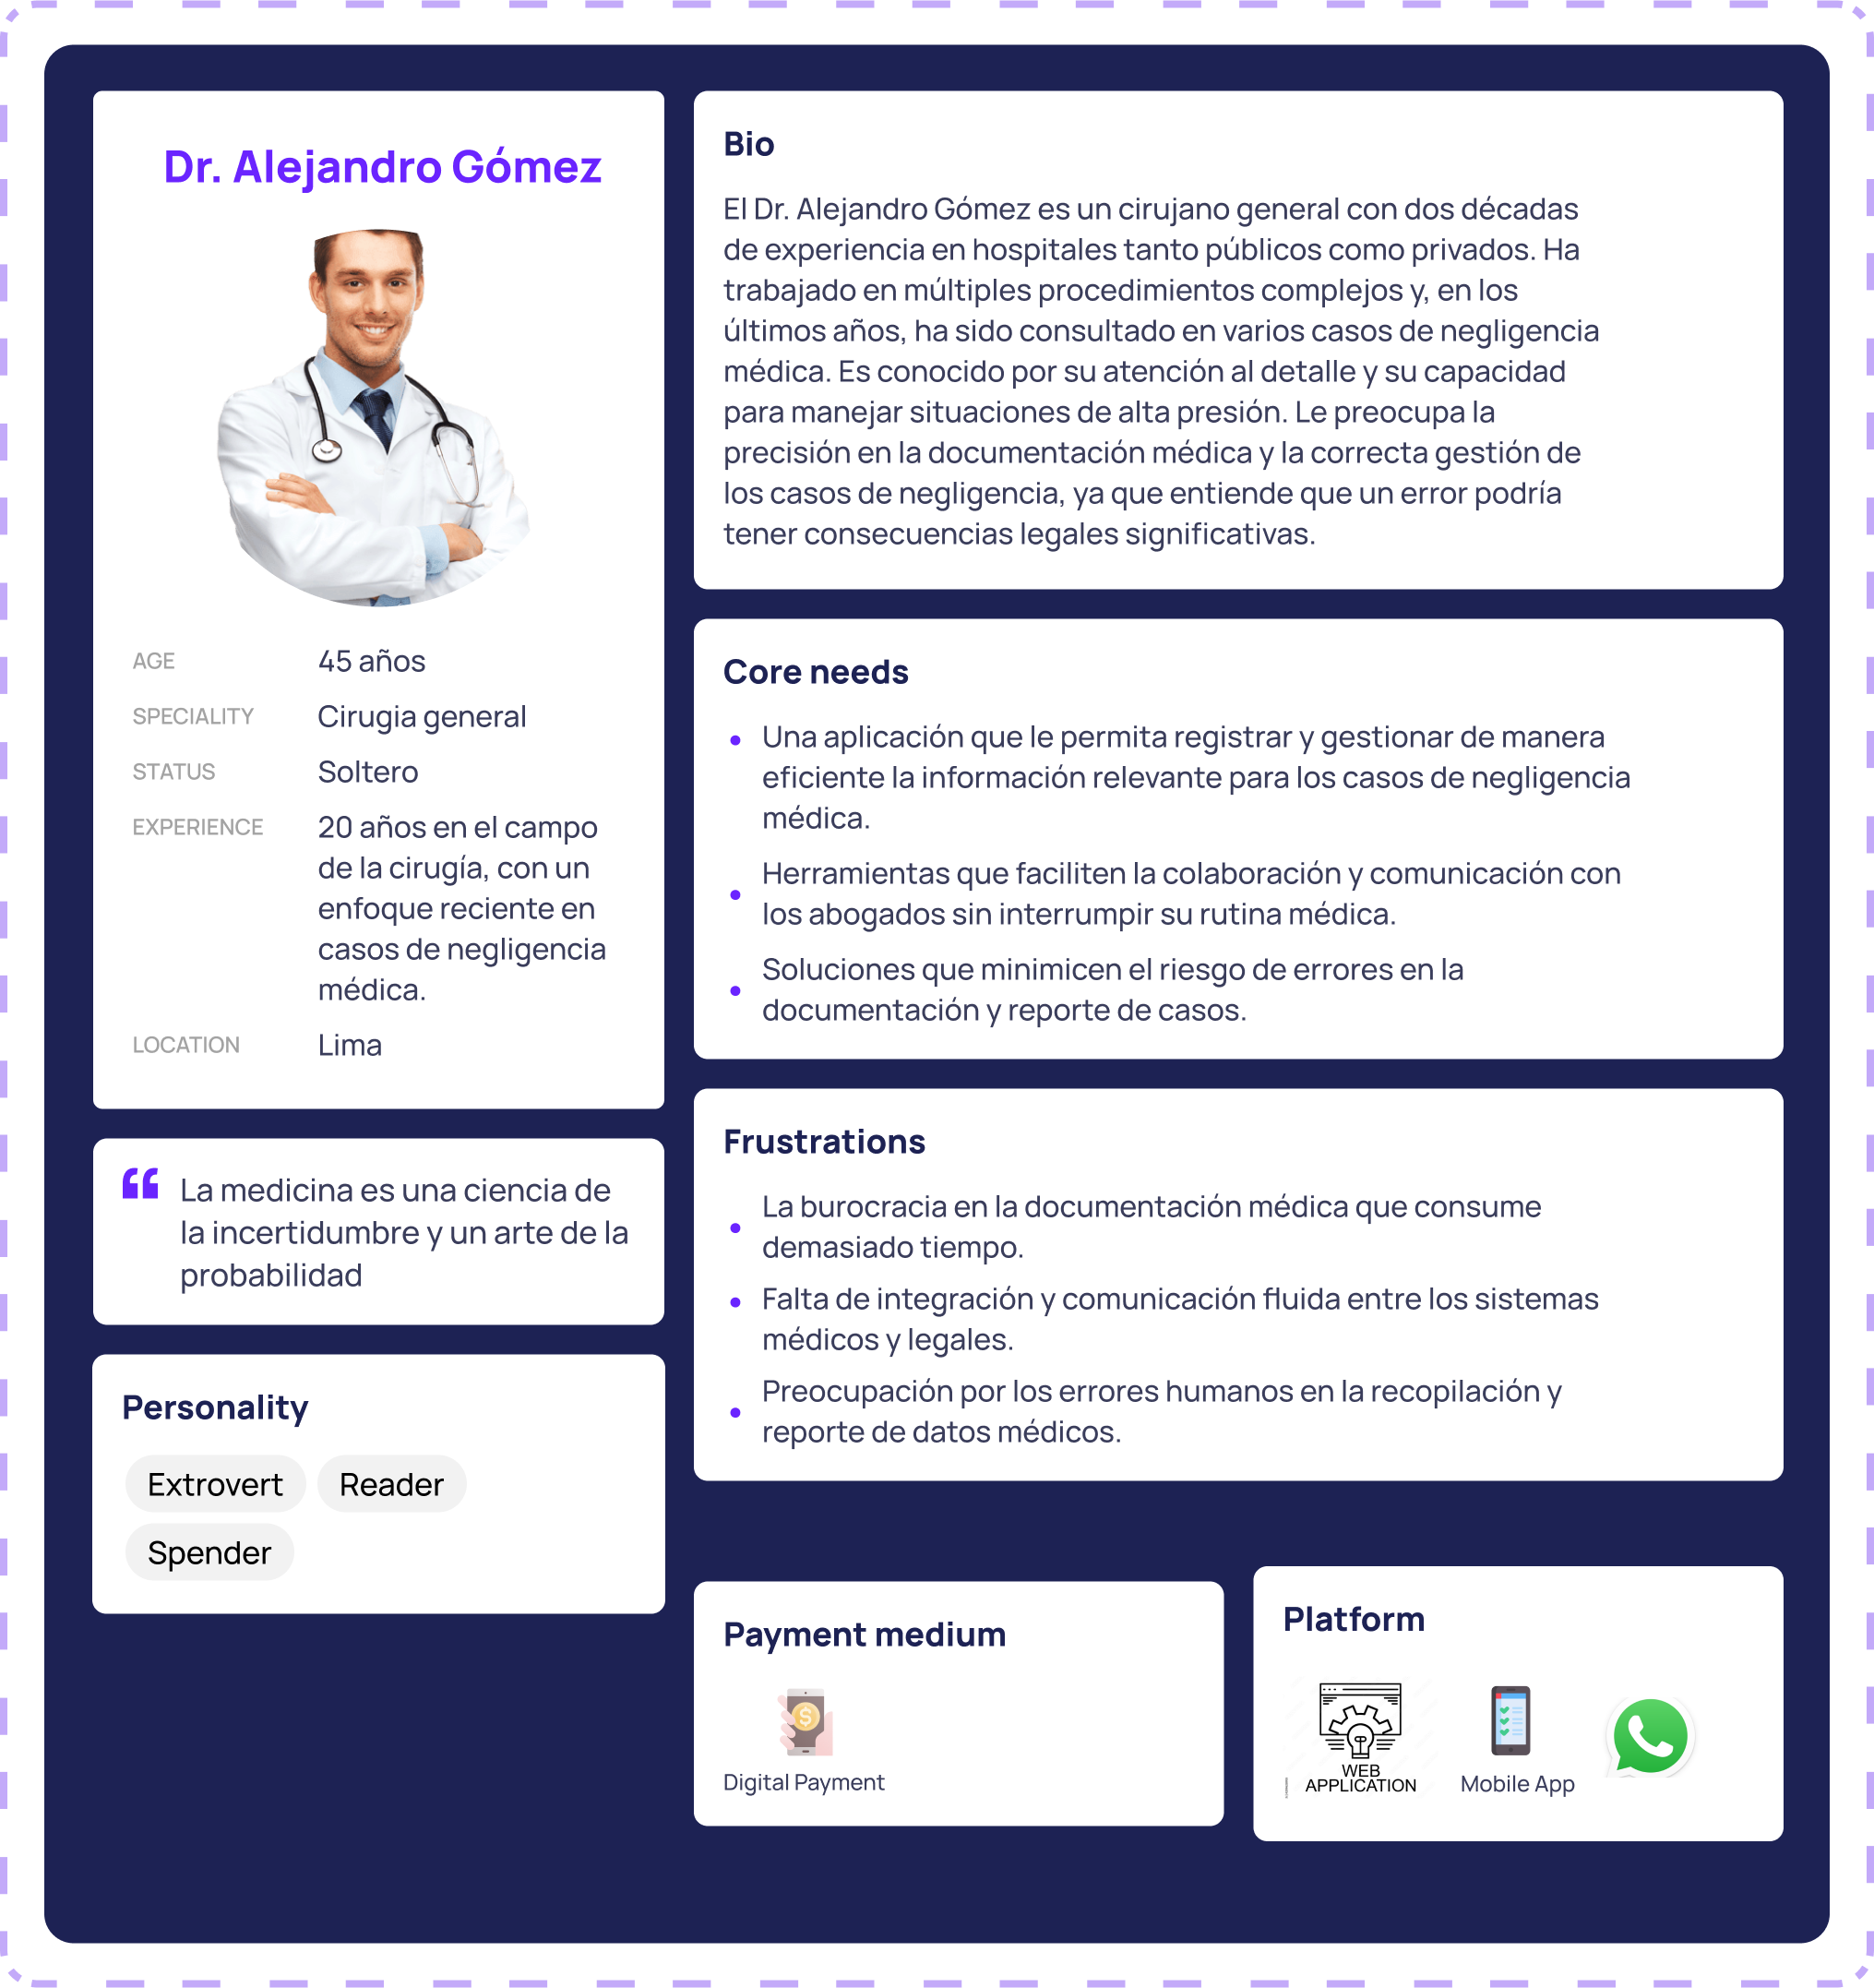 Dr. Alejandro Gómez
AGE 45 años
SPECIALITY Cirugia general
STATUS Soltero
EXPERIENCE 20 años en el campo
de la cirugía, con un
enfoque reciente en
casos de negligencia
médica.
LOCATION Lima
“ La medicina es una ciencia de
la incertidumbre y un arte de la
probabilidad
Personality
Extrovert Reader
Spender
Bio
El Dr. Alejandro Gómez es un cirujano general con dos décadas
de experiencia en hospitales tanto públicos como privados. Ha
trabajado en múltiples procedimientos complejos y, en los
últimos años, ha sido consultado en varios casos de negligencia
médica. Es conocido por su atención al detalle y su capacidad
para manejar situaciones de alta presión. Le preocupa la
precisión en la documentación médica y la correcta gestión de
los casos de negligencia, ya que entiende que un error podría
tener consecuencias legales significativas.
Core needs
• Una aplicación que le permita registrar y gestionar de manera
eficiente la información relevante para los casos de negligencia
médica.
• Herramientas que faciliten la colaboración y comunicación con
los abogados sin interrumpir su rutina médica.
• Soluciones que minimicen el riesgo de errores en la
documentación y reporte de casos.
Frustrations
• La burocracia en la documentación médica que consume
demasiado tiempo.
• Falta de integración y comunicación fluida entre los sistemas
médicos y legales.
• Preocupación por los errores humanos en la recopilación y
reporte de datos médicos.
Payment medium
$
Digital Payment
Platform
WEB
APPLICATION
Mobile App